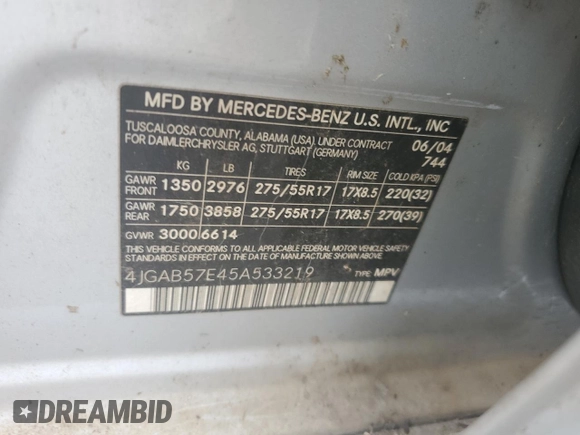 MFD BY MERCEDES-BENZ U.S. INTL., INC
TUSCALOOSA COUNTY, ALABAMA (USA) UNDER CONTRACT 06/04
FOR DAIMLERCHRYSLER AG, STUTTGART (GERMANY) 744
KG LB TIRES RIM SIZE COLD KPA (PSI)
GAWR FRONT 1350 2976 275/55R17 17X8.5 220(32)
GAWR REAR 1750 3858 275/55R17 17X8.5 270(39)
GVWR 3000 6614
THIS VEHICLE CONFORMS TO ALL APPLICABLE FEDERAL MOTOR VEHICLE SAFETY
STANDARDS IN EFFECT ON THE DATE OF MANUFACTURE SHOWN ABOVE.
4JGAB57E45A533219 TYPE: MPV
DREAMBID